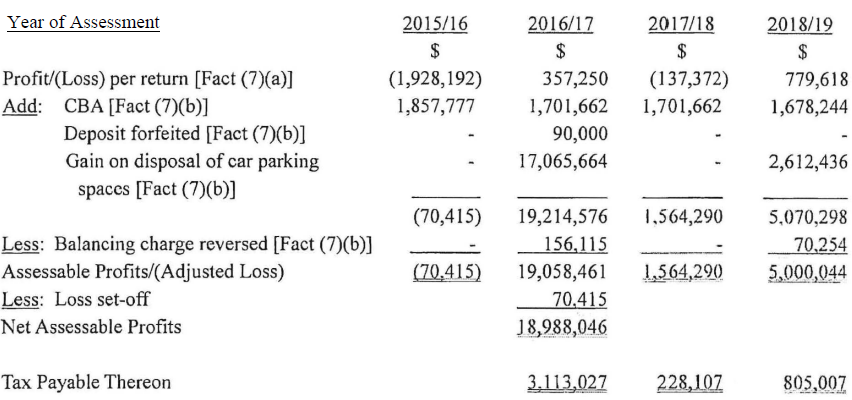 Year of Assessment 2015/16 2016/17 2017/18 2018/19
$ $ $ $
Profit/(Loss) per return [Fact (7)(a)] (1,928,192) 357,250 (137,372) 779,618
Add: CBA [Fact (7)(b)] 1,857,777 1,701,662 1,701,662 1,678,244
Deposit forfeited [Fact (7)(b)] - 90,000 - -
Gain on disposal of car parking - 17,065,664 - 2,612,436
spaces [Fact (7)(b)]
(70,415) 19,214,576 1,564,290 5,070,298
Less: Balancing charge reversed [Fact (7)(b)] - 156,115 - 70,254
Assessable Profits/(Adjusted Loss) (70,415) 19,058,461 1,564,290 5,000,044
Less: Loss set-off 70,415
Net Assessable Profits 18,988,046
Tax Payable Thereon 3,113,027 228,107 805,007